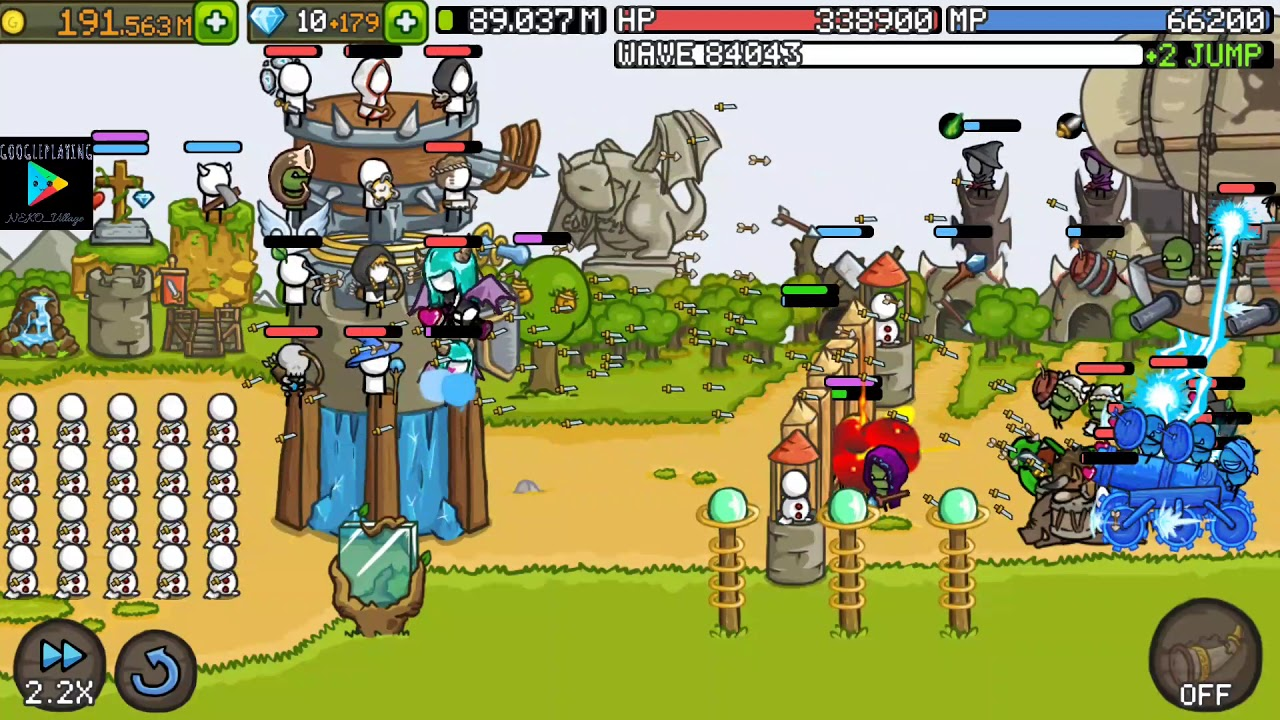 191.563 M
10+179
89.037 M
HP 338900
MP 66200
WAVE 84043
+2 JUMP
GOOGLEPLAYING
NEKO_Village
2.2X
OFF